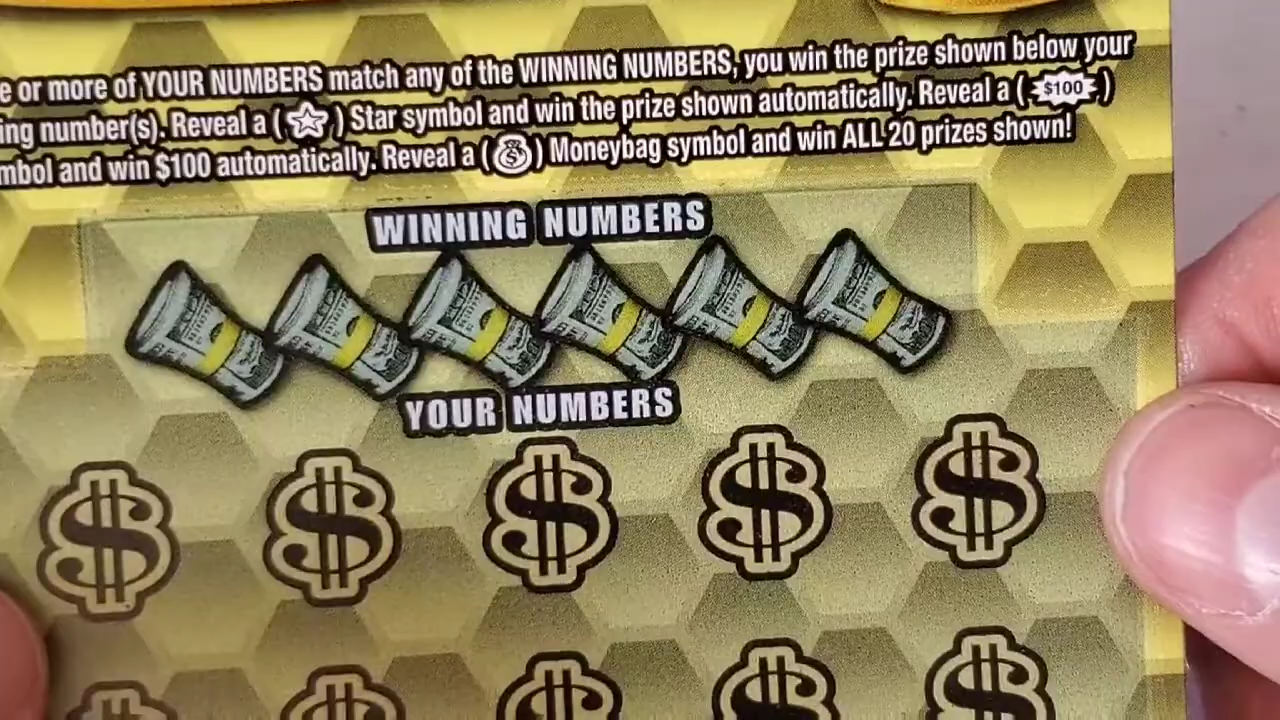 or more of YOUR NUMBERS match any of the WINNING NUMBERS, you win the prize shown below your
number(s). Reveal a ( ) Star symbol and win the prize shown automatically. Reveal a ( $100 )
and win $100 automatically. Reveal a ( $ ) Moneybag symbol and win ALL 20 prizes shown!
WINNING NUMBERS
YOUR NUMBERS
$ $ $ $ $
$ $ $ $ $